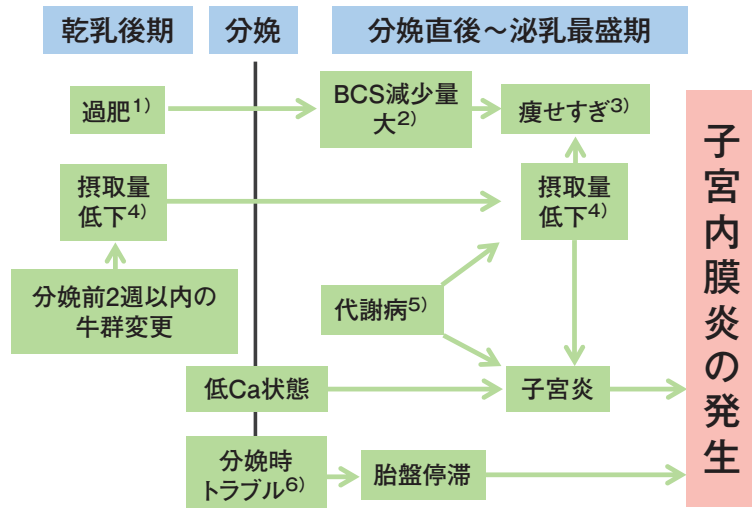 乾乳後期
分娩
分娩直後～泌乳最盛期
過肥1)
BCS減少量
大2)
痩せすぎ3)
摂取量
低下4)
摂取量
低下4)
分娩前2週以内の
牛群変更
代謝病5)
低Ca状態
子宮炎
分娩時
トラブル6)
胎盤停滞
子宮内膜炎の発生